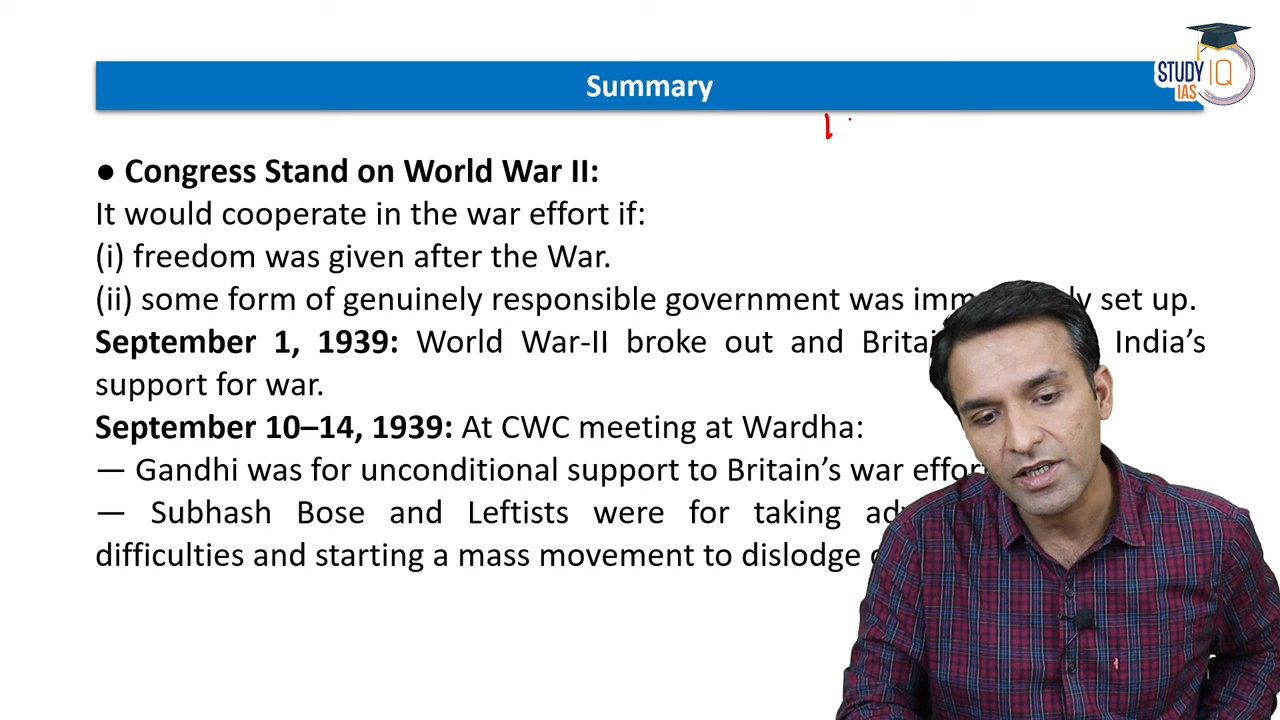 Summary
STUDY IQ
IAS
● Congress Stand on World War II:
It would cooperate in the war effort if:
(i) freedom was given after the War.
(ii) some form of genuinely responsible government was set up.
September 1, 1939: World War-II broke out and India’s
support for war.
September 10–14, 1939: At CWC meeting at Wardha:
— Gandhi was for unconditional support to Britain’s war
— Subhash Bose and Leftists were for taking
difficulties and starting a mass movement to dislodge